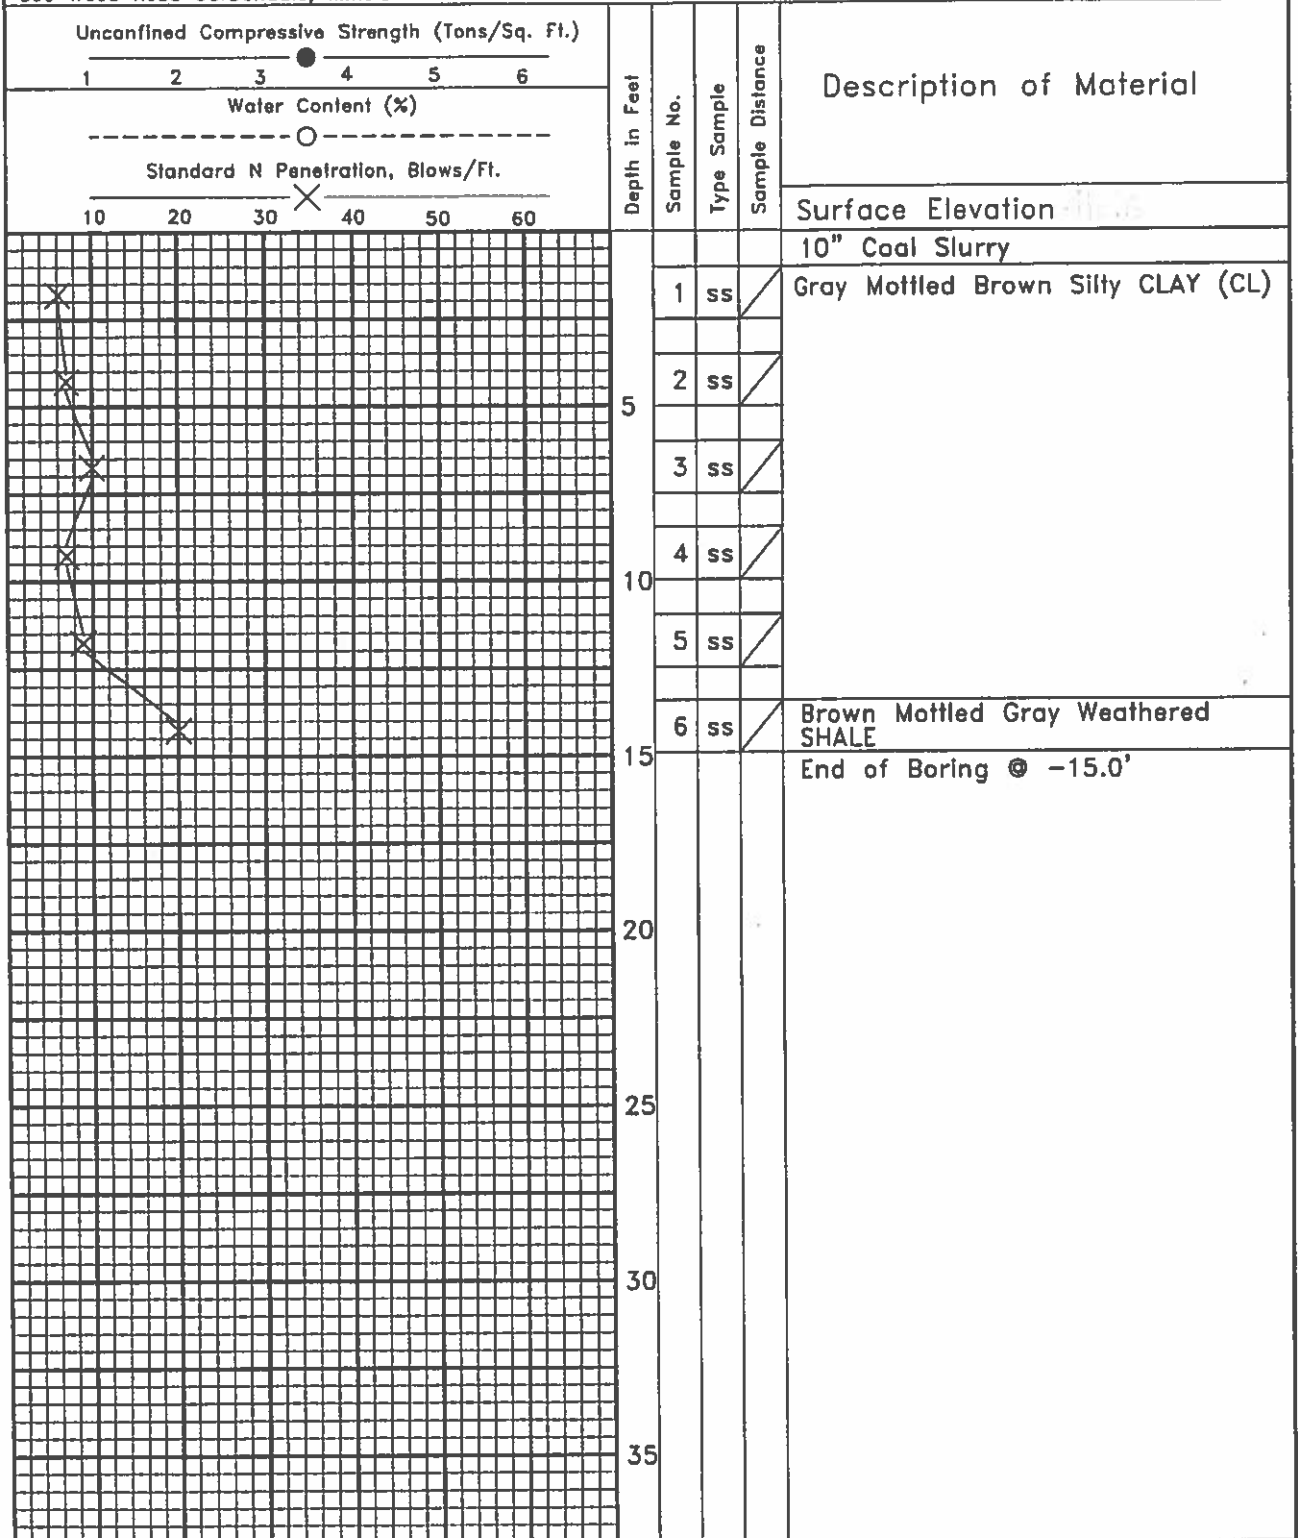 Unconfined Compressive Strength (Tons/Sq. Ft.)
1 2 3 4 5 6
Water Content (%)
Standard N Penetration, Blows/Ft.
10 20 30 40 50 60
Depth in Feet
Sample No.
Type Sample
Sample Distance
Description of Material
Surface Elevation
10" Coal Slurry
1 ss Gray Mottled Brown Silty CLAY (CL)
2 ss
5
3 ss
4 ss
10
5 ss
6 ss Brown Mottled Gray Weathered
SHALE
15
End of Boring @ -15.0'
20
25
30
35